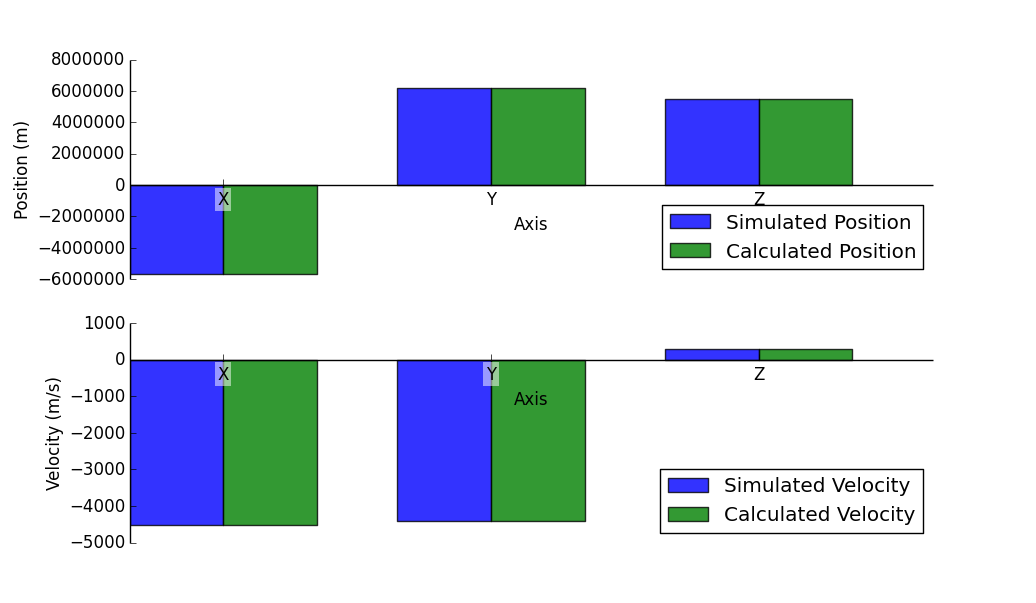 8000000
6000000
4000000
2000000
0
−2000000
−4000000
−6000000
Position (m)
X
Y
Z
Axis
Simulated Position
Calculated Position
1000
0
−1000
−2000
−3000
−4000
−5000
Velocity (m/s)
X
Y
Z
Axis
Simulated Velocity
Calculated Velocity